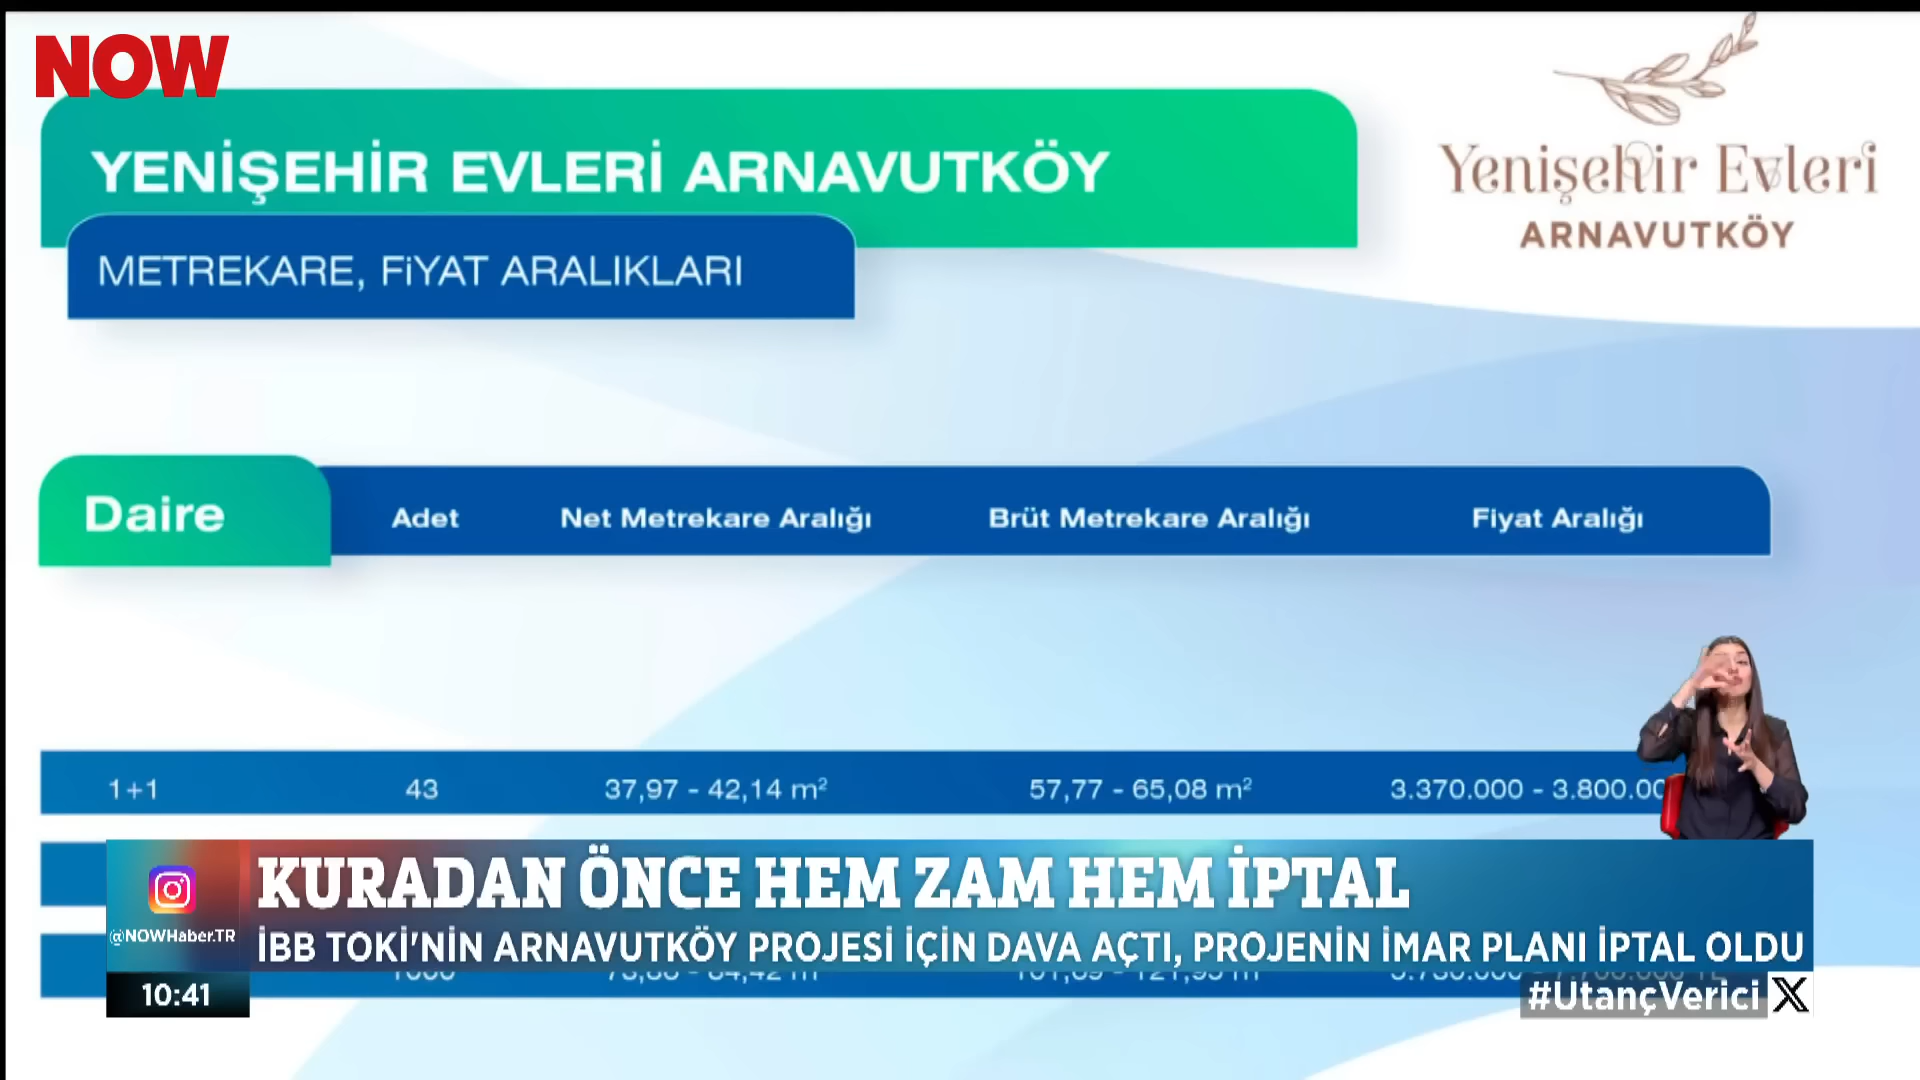 NOW
YENİŞEHİR EVLERİ ARNAVUTKÖY
METREKARE, FİYAT ARALIKLARI
Yenişehir Evleri
ARNAVUTKÖY
Daire Adet Net Metrekare Aralığı Brüt Metrekare Aralığı Fiyat Aralığı
1+1 43 37,97 - 42,14 m² 57,77 - 65,08 m² 3.370.000 -
KURADAN ÖNCE HEM ZAM HEM İPTAL
@NOWHaber.TR
İBB TOKİ'NİN ARNAVUTKÖY PROJESİ İÇİN DAVA AÇTI, PROJENİN İMAR PLANI İPTAL OLDU
10:41
#UtançVerici X